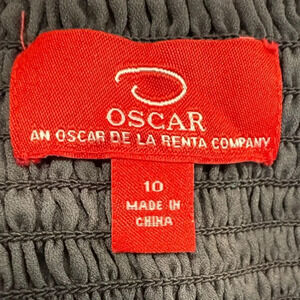 OSCAR
AN OSCAR DE LA RENTA COMPANY
10
MADE IN
CHINA